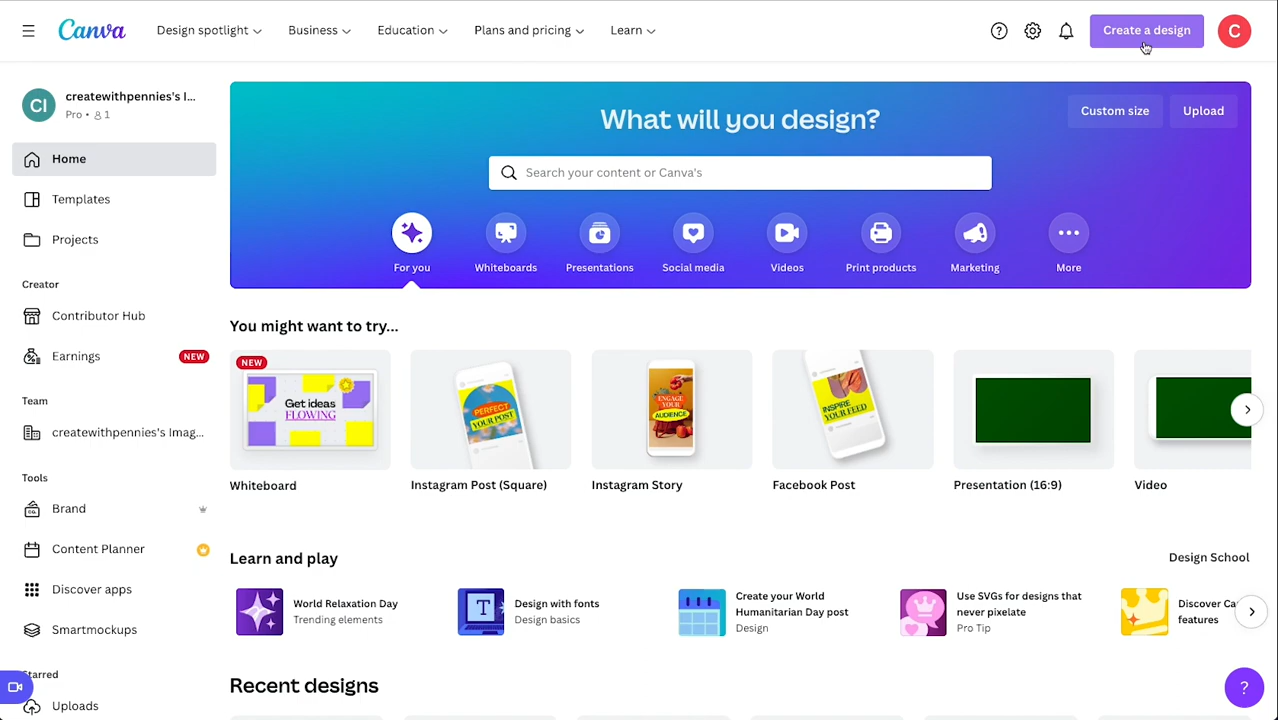 Canva
Design spotlight
Business
Education
Plans and pricing
Learn
Create a design
C
CI
createwithpennies's I...
Pro • 1
Home
Templates
Projects
Creator
Contributor Hub
Earnings
NEW
Team
createwithpennies's Imag...
Tools
Brand
Content Planner
Discover apps
Smartmockups
Starred
Uploads
What will you design?
Custom size
Upload
Search your content or Canva's
For you
Whiteboards
Presentations
Social media
Videos
Print products
Marketing
More
You might want to try...
NEW
Get ideas
FLOWING
Whiteboard
PERFECT
YOUR POST
Instagram Post (Square)
ENGAGE
YOUR
AUDIENCE
Instagram Story
INSPIRE
YOUR FEED
Facebook Post
Presentation (16:9)
Video
Learn and play
Design School
World Relaxation Day
Trending elements
T
Design with fonts
Design basics
Create your World
Humanitarian Day post
Design
Use SVGs for designs that
never pixelate
Pro Tip
Discover Ca
features
Recent designs
?